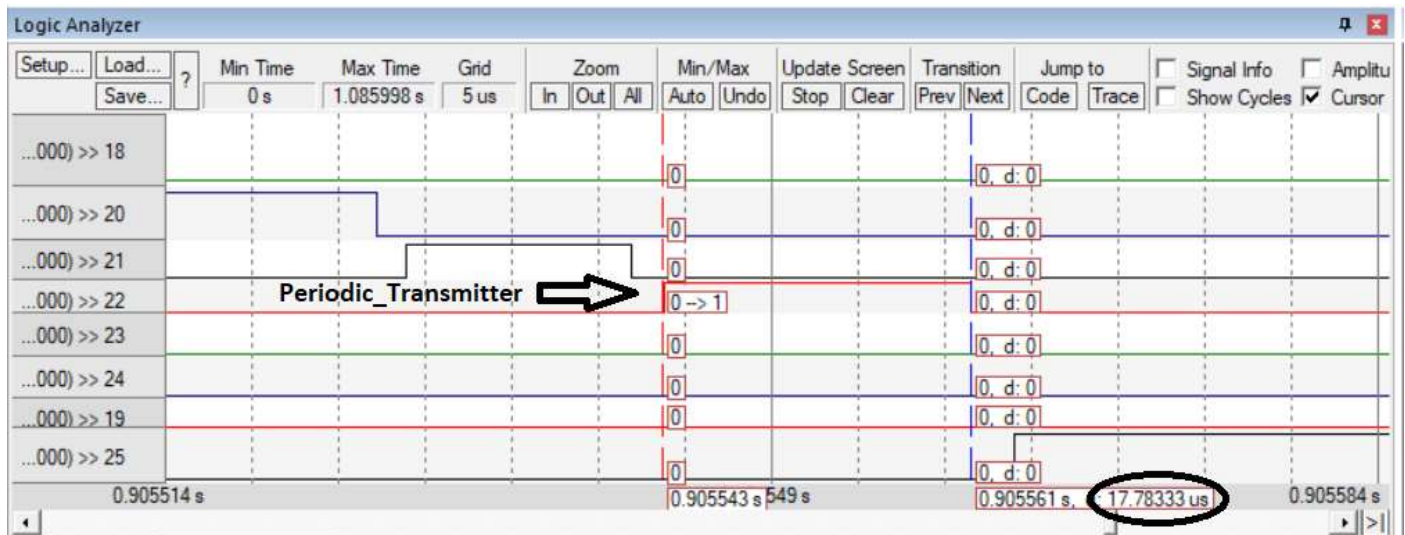 Logic Analyzer
Setup... Load... ? Min Time Max Time Grid Zoom Min/Max Update Screen Transition Jump to Signal Info Amplitu
Save... 0 s 1.085998 s 5 us In Out All Auto Undo Stop Clear Prev Next Code Trace Show Cycles Cursor
...000) >> 18 0 0, d: 0
...000) >> 20 0 0, d: 0
...000) >> 21 0 0, d: 0
...000) >> 22 Periodic_Transmitter 0 --> 1 0, d: 0
...000) >> 23 0 0, d: 0
...000) >> 24 0 0, d: 0
...000) >> 19 0 0, d: 0
...000) >> 25 0 0, d: 0
0.905514 s 0.905543 s 549 s 0.905561 s, : 17.78333 us 0.905584 s
>|